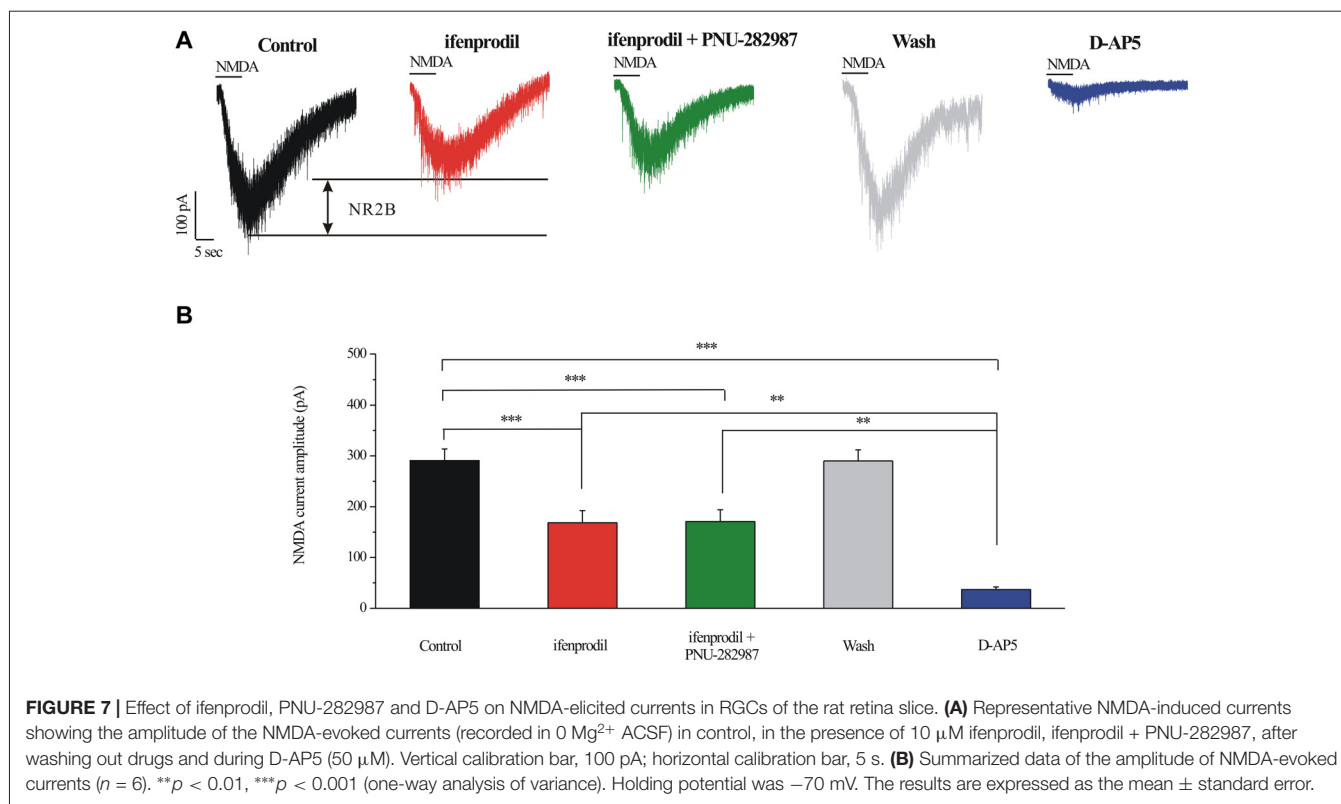 A
Control
ifenprodil
ifenprodil + PNU-282987
Wash
D-AP5
NMDA
NMDA
NMDA
NMDA
NMDA
100 pA
5 sec
NR2B
B
NMDA current amplitude (pA)
500
400
300
200
100
0
***
***
***
**
**
Control
ifenprodil
ifenprodil +
PNU-282987
Wash
D-AP5
FIGURE 7 | Effect of ifenprodil, PNU-282987 and D-AP5 on NMDA-elicited currents in RGCs of the rat retina slice. (A) Representative NMDA-induced currents
showing the amplitude of the NMDA-evoked currents (recorded in 0 Mg²⁺ ACSF) in control, in the presence of 10 μM ifenprodil, ifenprodil + PNU-282987, after
washing out drugs and during D-AP5 (50 μM). Vertical calibration bar, 100 pA; horizontal calibration bar, 5 s. (B) Summarized data of the amplitude of NMDA-evoked
currents (n = 6). **p < 0.01, ***p < 0.001 (one-way analysis of variance). Holding potential was −70 mV. The results are expressed as the mean ± standard error.